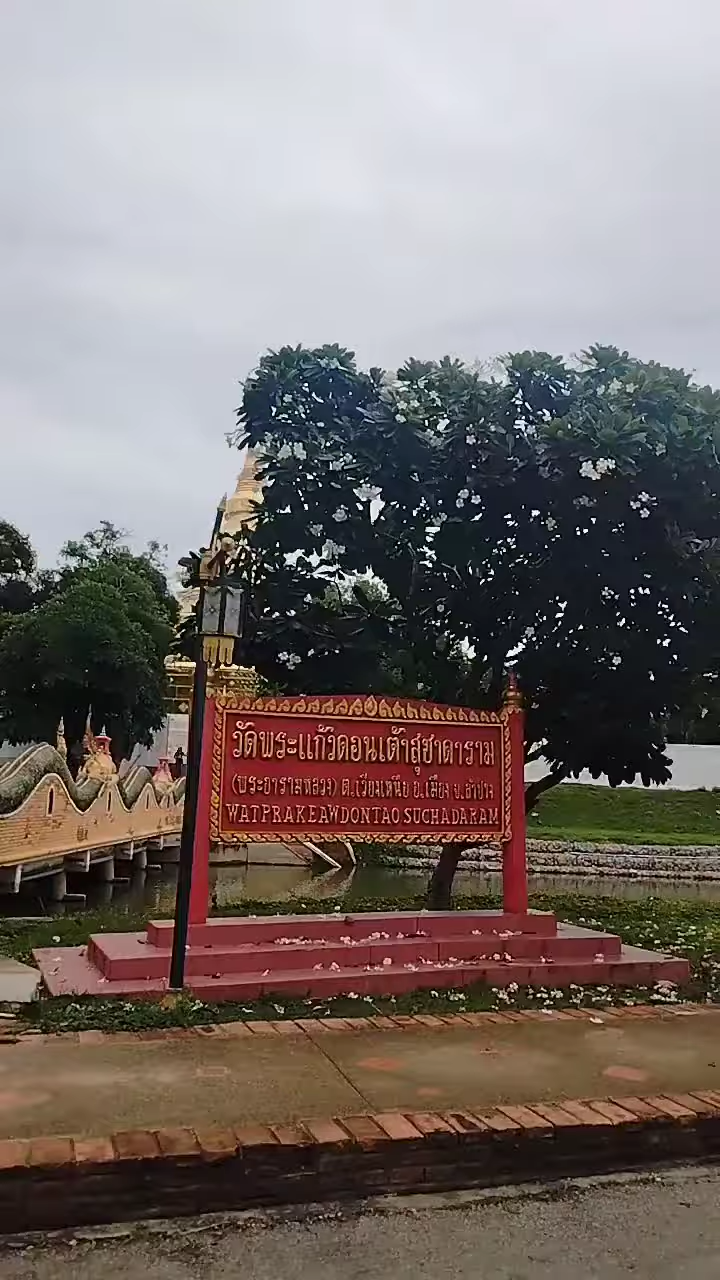 วัดพระแก้วดอนเต้าสุชาดาราม
(พระอารามหลวง) ต.เวียงเหนือ อ.เมือง จ.ลำปาง
WATPRAKEAWDONTAO SUCHADARAM